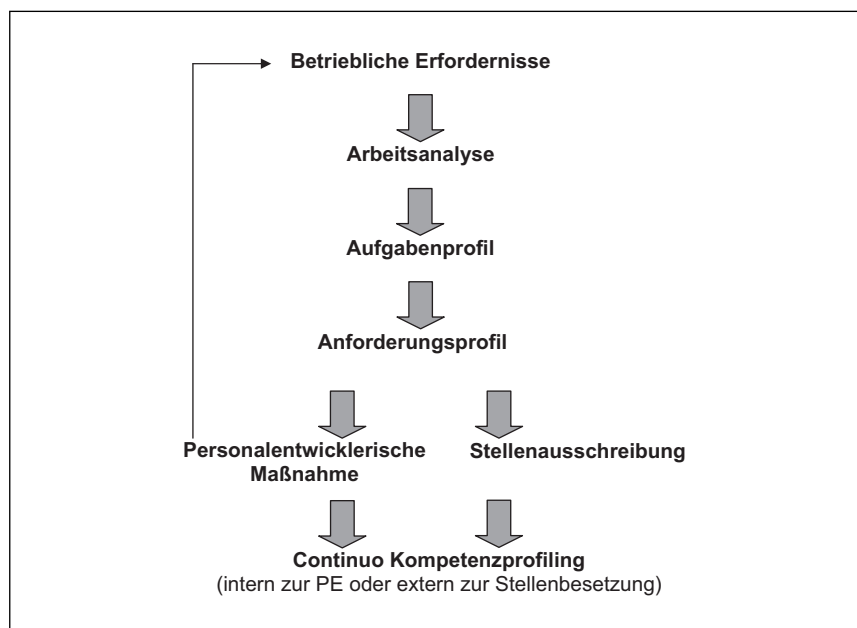 Betriebliche Erfordernisse
Arbeitsanalyse
Aufgabenprofil
Anforderungsprofil
Personalentwicklerische
Maßnahme
Stellenausschreibung
Continuo Kompetenzprofiling
(intern zur PE oder extern zur Stellenbesetzung)